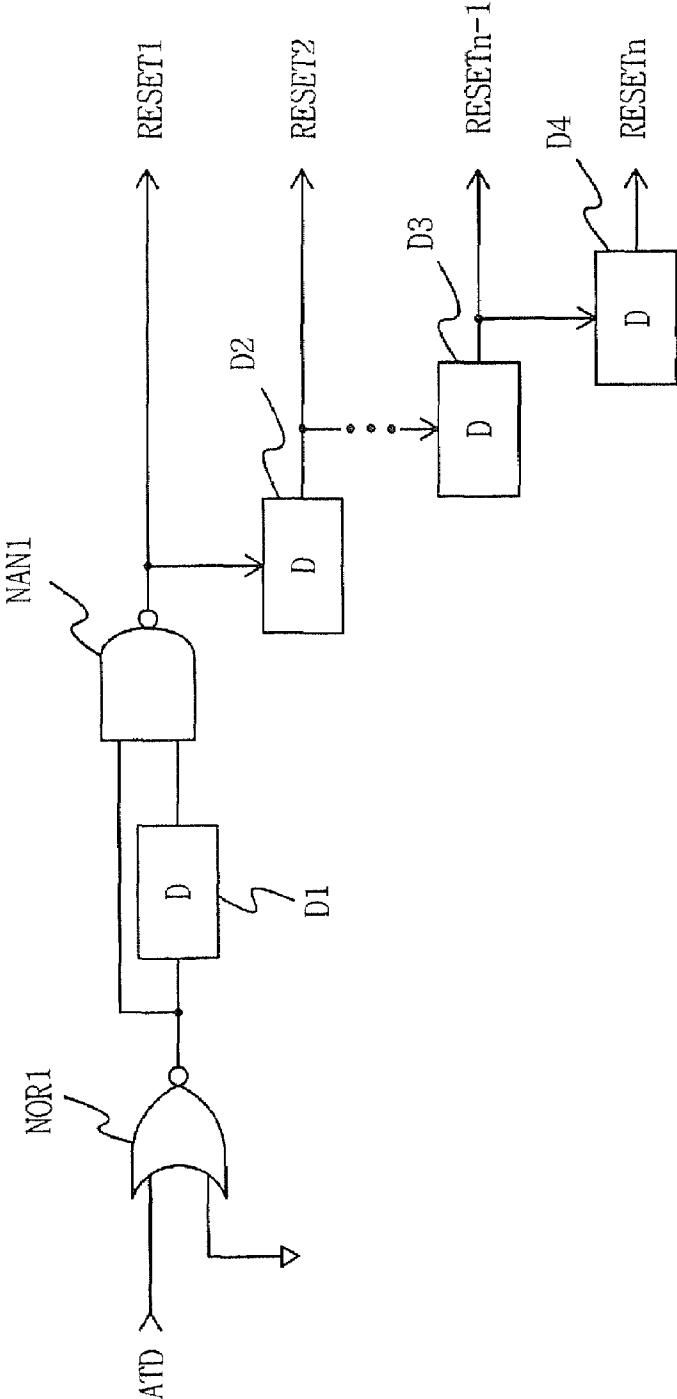 ATD
NOR1
D
D1
NAN1
RESET1
D
D2
RESET2
D
D3
RESETn-1
D
D4
RESETn